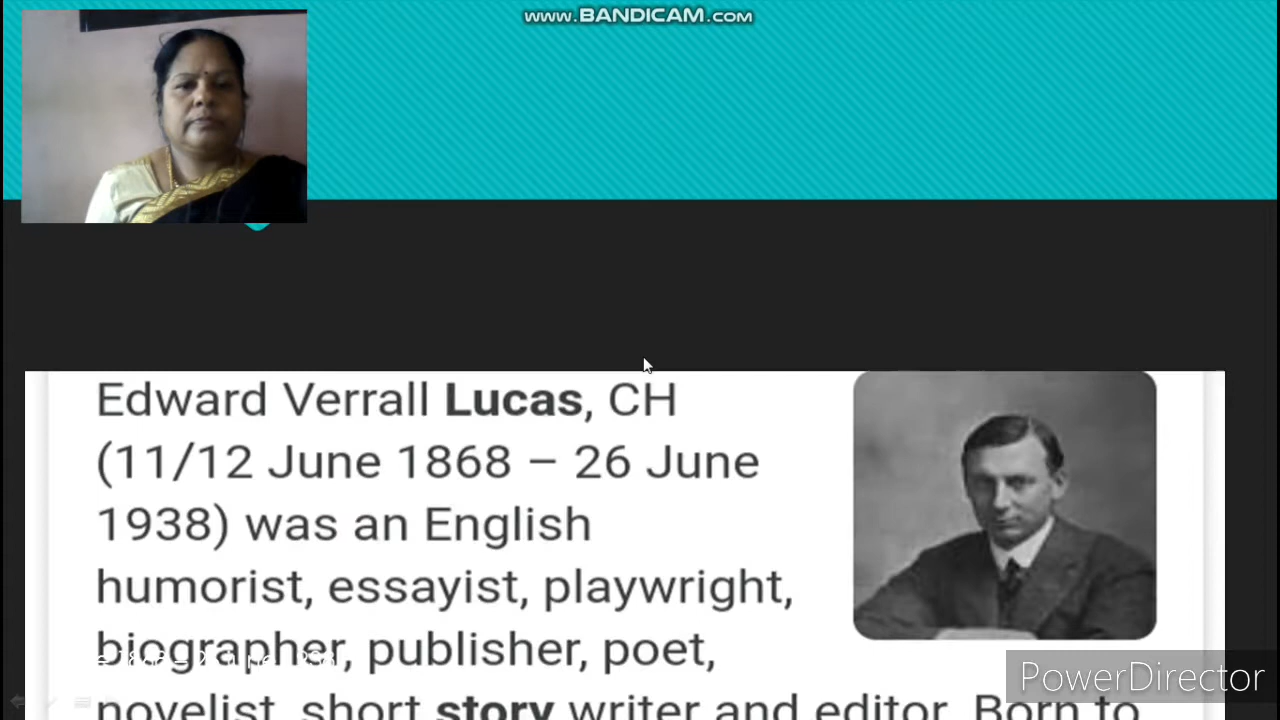 WWW.BANDICAM.COM
Edward Verrall Lucas, CH
(11/12 June 1868 – 26 June
1938) was an English
humorist, essayist, playwright,
biographer, publisher, poet,
novelist, short story writer and editor. Born to
PowerDirector